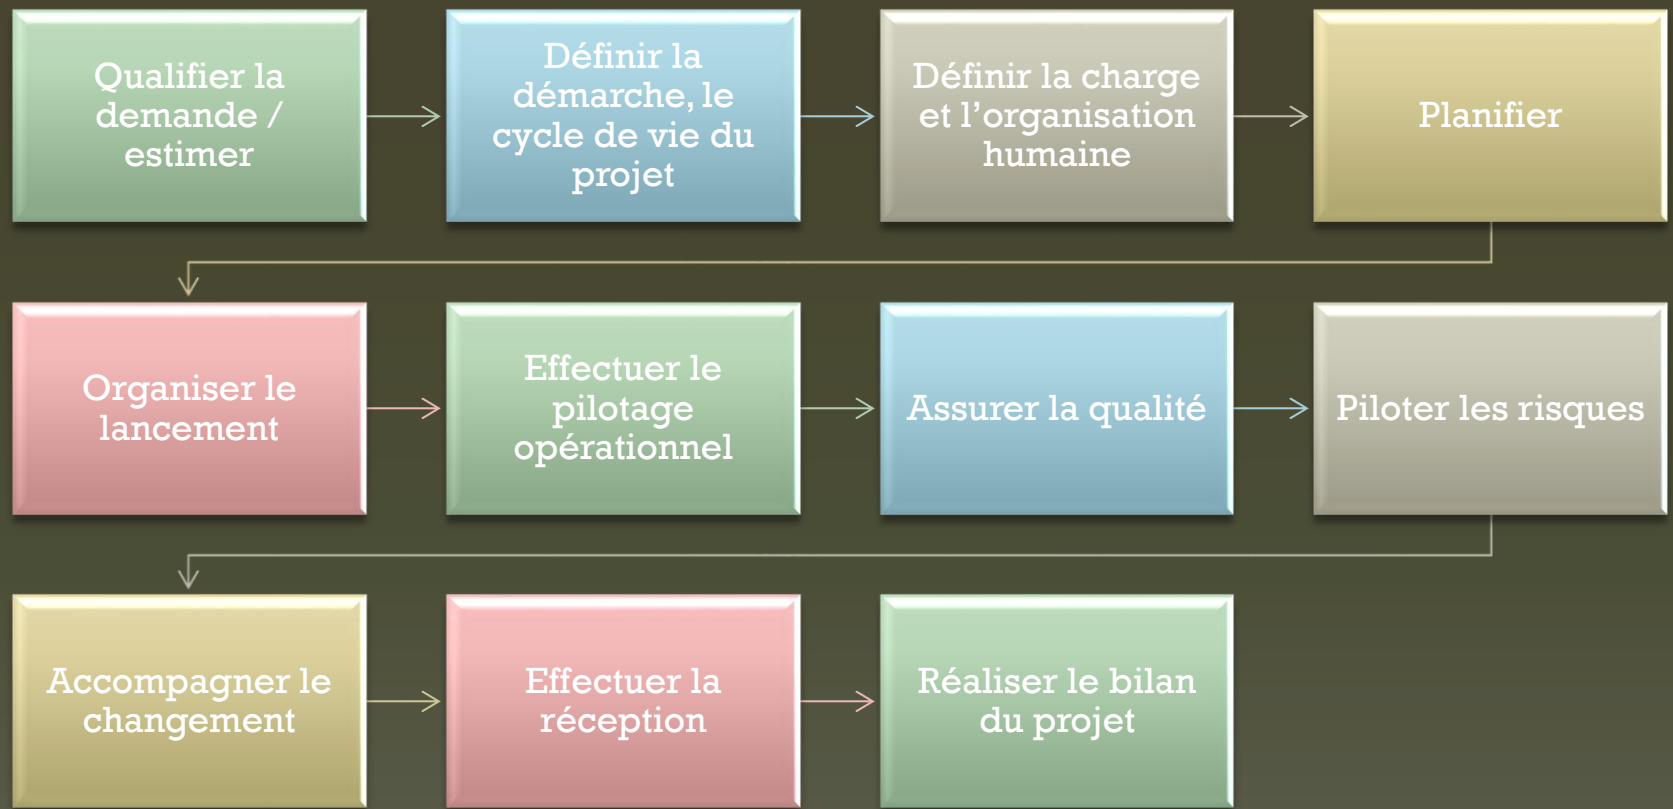 Qualifier la
demande /
estimer
Définir la
démarche, le
cycle de vie du
projet
Définir la charge
et l’organisation
humaine
Planifier
Organiser le
lancement
Effectuer le
pilotage
opérationnel
Assurer la qualité
Piloter les risques
Accompagner le
changement
Effectuer la
réception
Réaliser le bilan
du projet